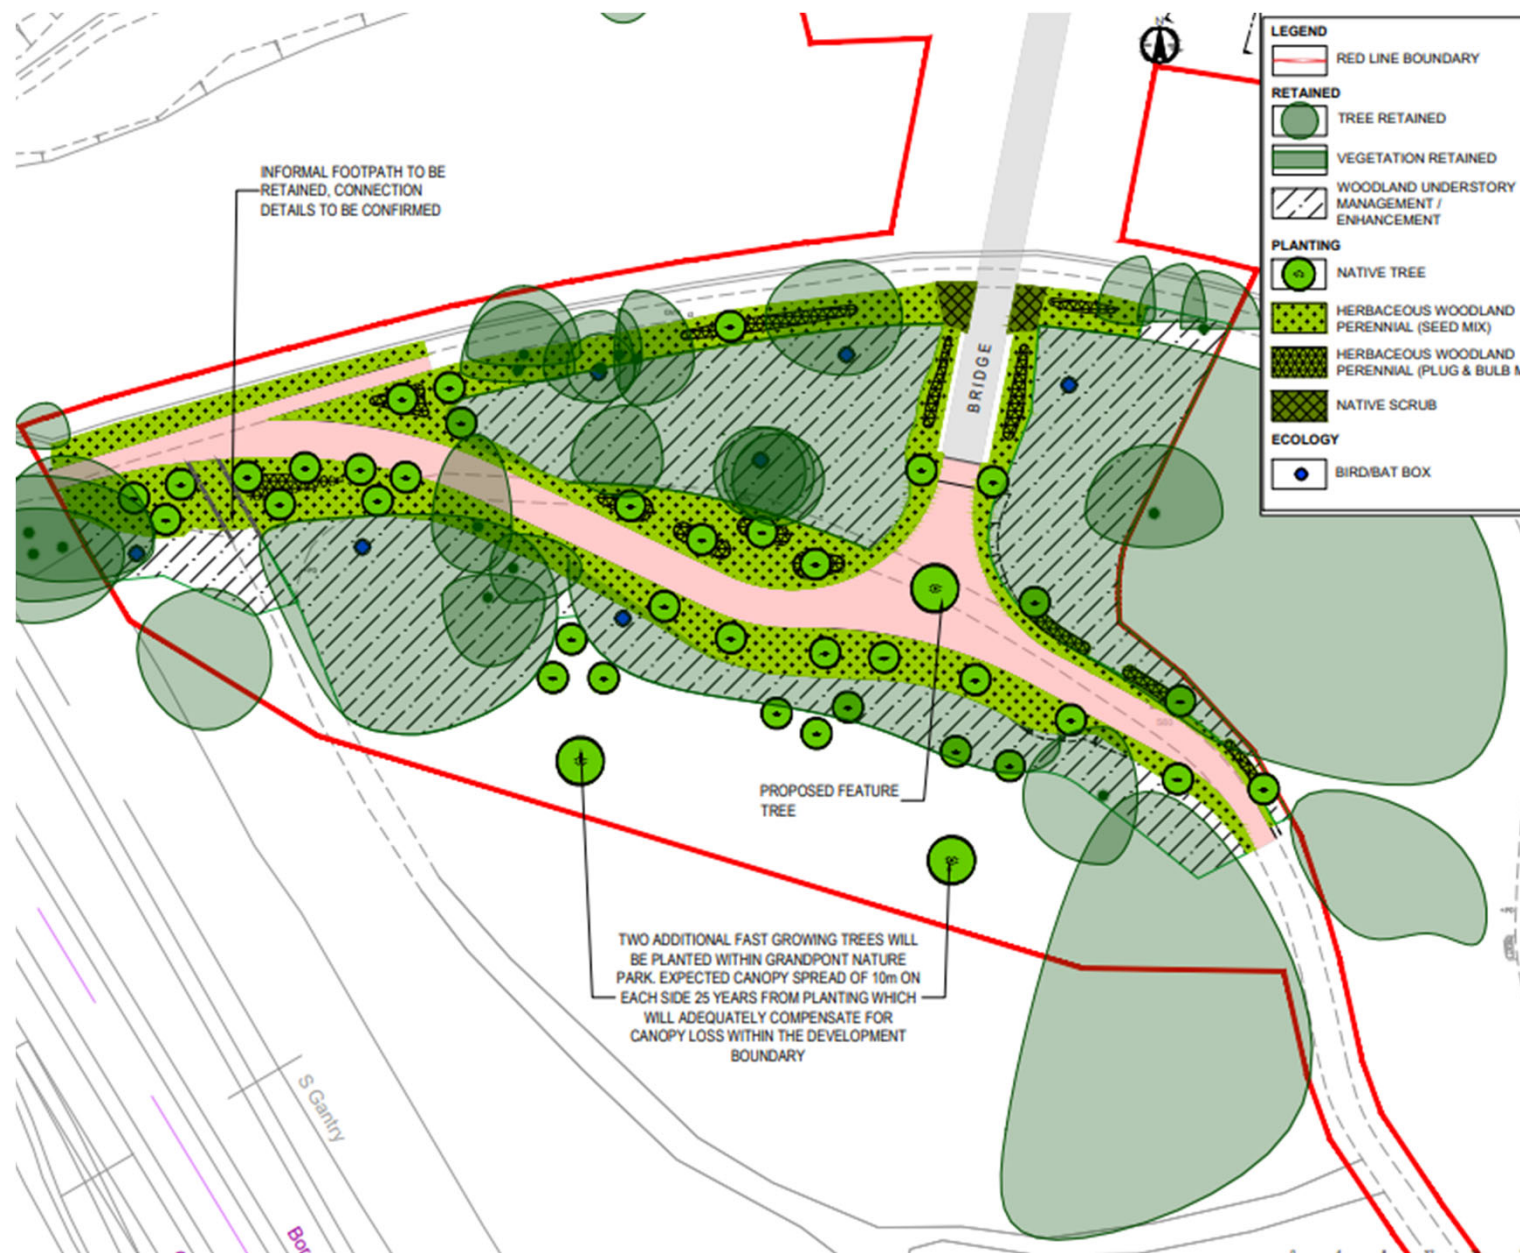 N
LEGEND
RED LINE BOUNDARY
RETAINED
TREE RETAINED
VEGETATION RETAINED
WOODLAND UNDERSTORY
MANAGEMENT /
ENHANCEMENT
PLANTING
NATIVE TREE
HERBACEOUS WOODLAND
PERENNIAL (SEED MIX)
HERBACEOUS WOODLAND
PERENNIAL (PLUG & BULB M
NATIVE SCRUB
ECOLOGY
BIRD/BAT BOX
INFORMAL FOOTPATH TO BE
RETAINED, CONNECTION
DETAILS TO BE CONFIRMED
BRIDGE
PROPOSED FEATURE
TREE
TWO ADDITIONAL FAST GROWING TREES WILL
BE PLANTED WITHIN GRANDPONT NATURE
PARK. EXPECTED CANOPY SPREAD OF 10m ON
EACH SIDE 25 YEARS FROM PLANTING WHICH
WILL ADEQUATELY COMPENSATE FOR
CANOPY LOSS WITHIN THE DEVELOPMENT
BOUNDARY
S Gantry
Bor